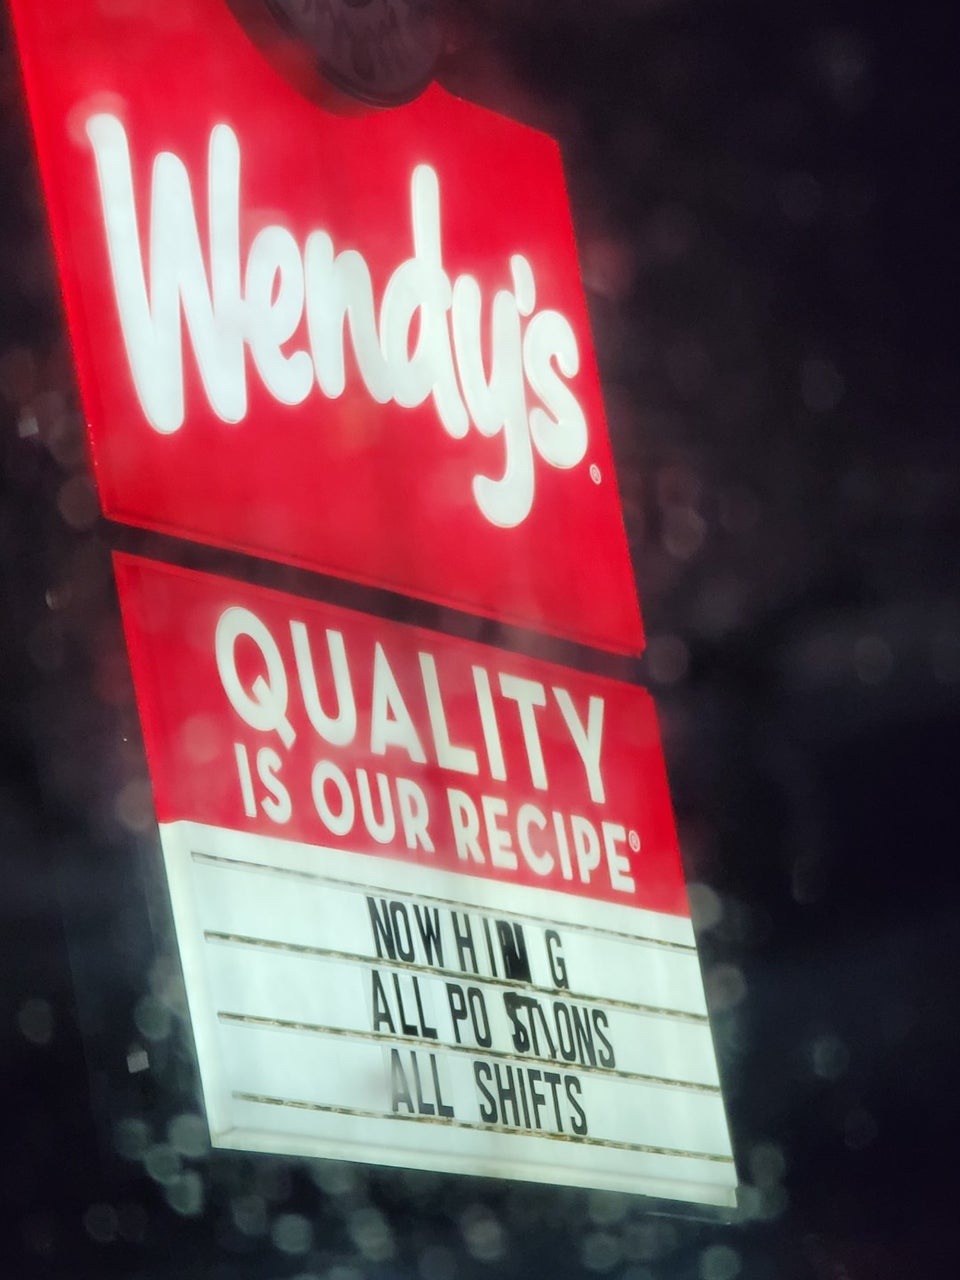 Wendy's®
QUALITY
IS OUR RECIPE®
NOW
ALL
ALL SHIFTS